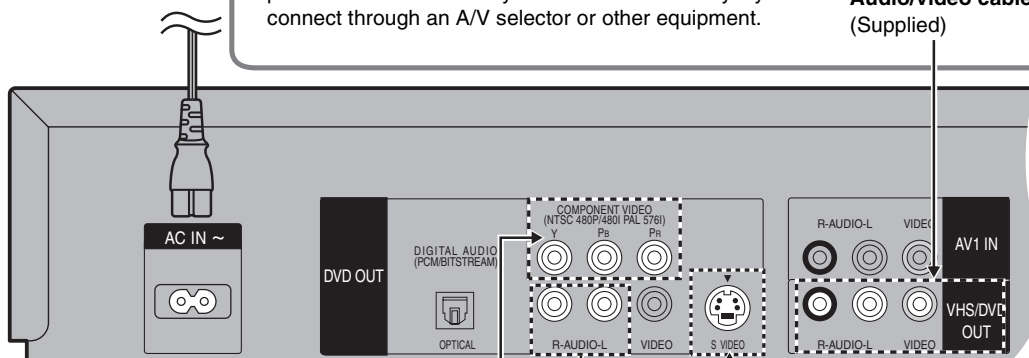 connect through an A/V selector or other equipment.
(Supplied)
AC IN ~
DVD OUT
DIGITAL AUDIO
(PCM/BITSTREAM)
OPTICAL
COMPONENT VIDEO
(NTSC 480P/480I PAL 576I)
Y PB PR
R-AUDIO-L VIDEO S VIDEO
R-AUDIO-L VIDEO
AV1 IN
VHS/DVD
OUT
R-AUDIO-L VIDEO